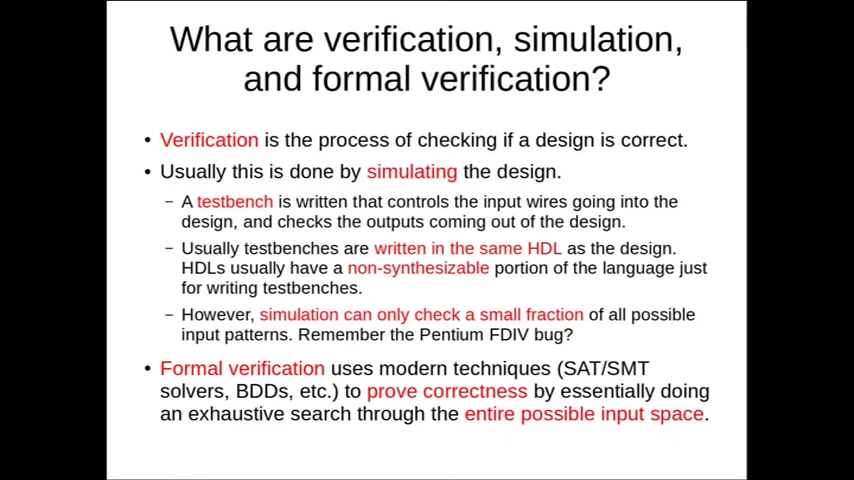 What are verification, simulation,
and formal verification?
• Verification is the process of checking if a design is correct.
• Usually this is done by simulating the design.
– A testbench is written that controls the input wires going into the
design, and checks the outputs coming out of the design.
– Usually testbenches are written in the same HDL as the design.
HDLs usually have a non-synthesizable portion of the language just
for writing testbenches.
– However, simulation can only check a small fraction of all possible
input patterns. Remember the Pentium FDIV bug?
• Formal verification uses modern techniques (SAT/SMT
solvers, BDDs, etc.) to prove correctness by essentially doing
an exhaustive search through the entire possible input space.